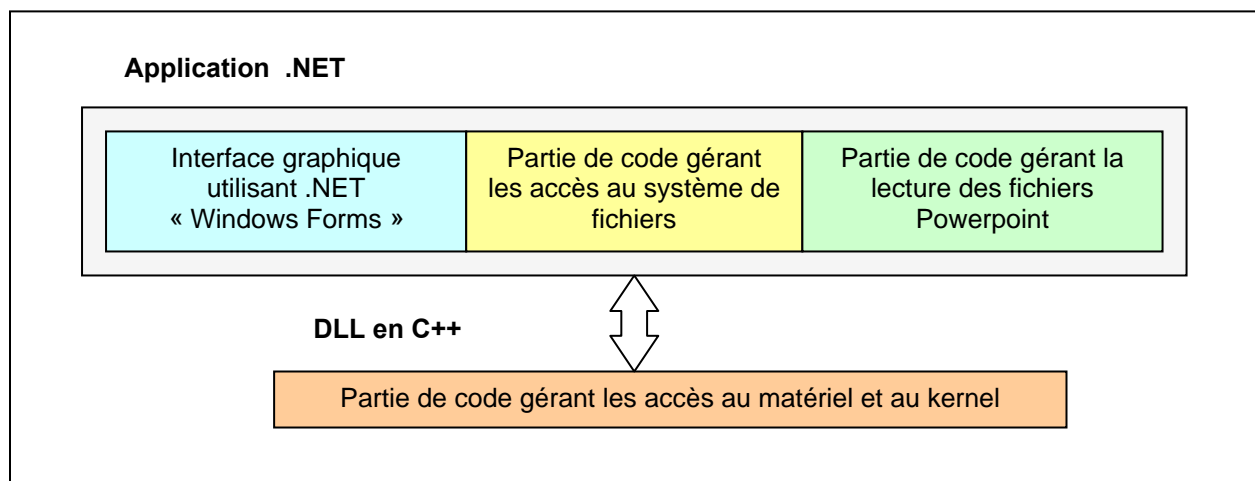 Application .NET
Interface graphique
utilisant .NET
« Windows Forms »
Partie de code gérant
les accès au système de
fichiers
Partie de code gérant la
lecture des fichiers
Powerpoint
DLL en C++
Partie de code gérant les accès au matériel et au kernel